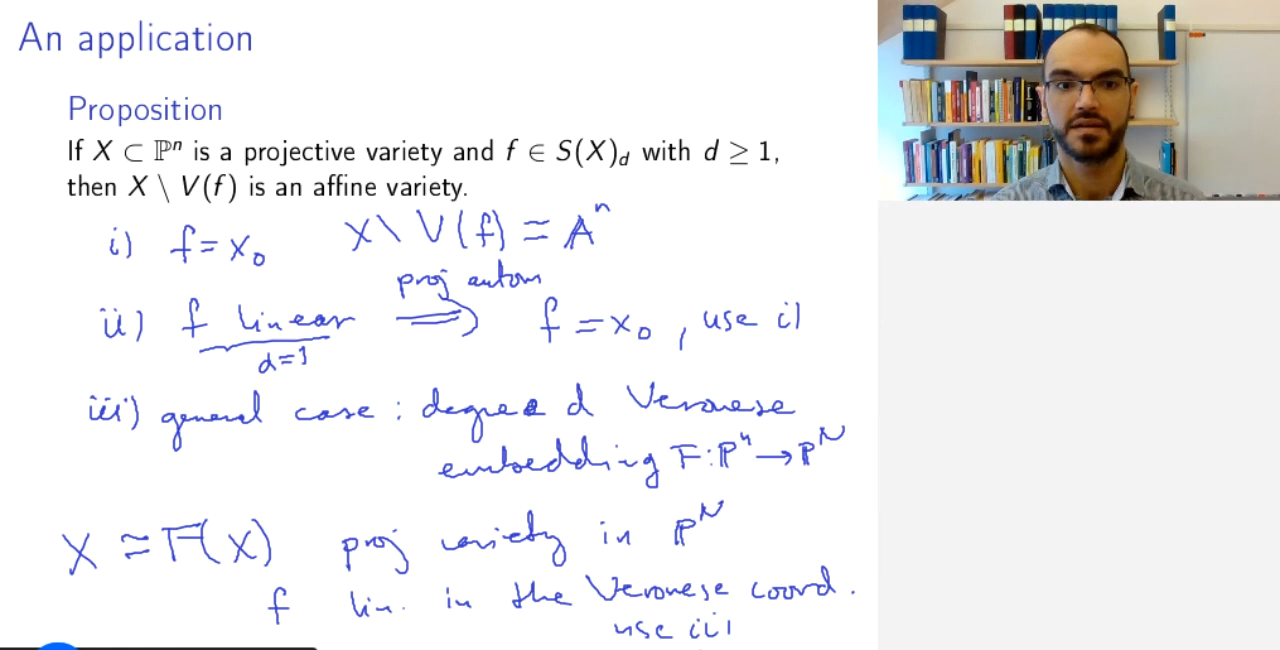 An application
Proposition
If X ⊂ ℙⁿ is a projective variety and f ∈ S(X)_d with d ≥ 1,
then X \ V(f) is an affine variety.
i) f = x₀ X \ V(f) = 𝔸ⁿ
ii) f linear ⟹ f = x₀, use i)
proj autom
d=1
iii) general case : degree d Veronese
embedding F: ℙⁿ → ℙᴺ
X ≅ F(X) proj variety in ℙᴺ
f lin. in the Veronese coord.
use ii)